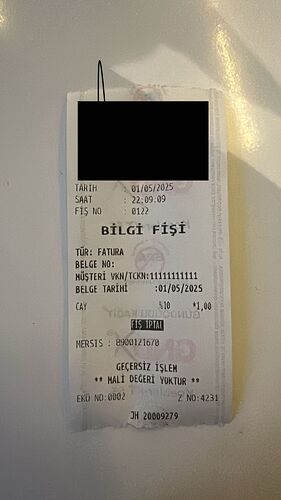 TARİH : 01/05/2025
SAAT : 22:09:09
FİŞ NO : 0122
BİLGİ FİŞİ
TÜR: FATURA
BELGE NO:
MÜŞTERİ VKN/TCKN:11111111111
BELGE TARİHİ :01/05/2025
ÇAY %10 *1,00
FİŞ İPTAL
MERSIS : 8900121670
GEÇERSİZ İŞLEM
** MALİ DEĞERİ YOKTUR **
EKÜ NO:0002 Z NO:4231
JH 20009279